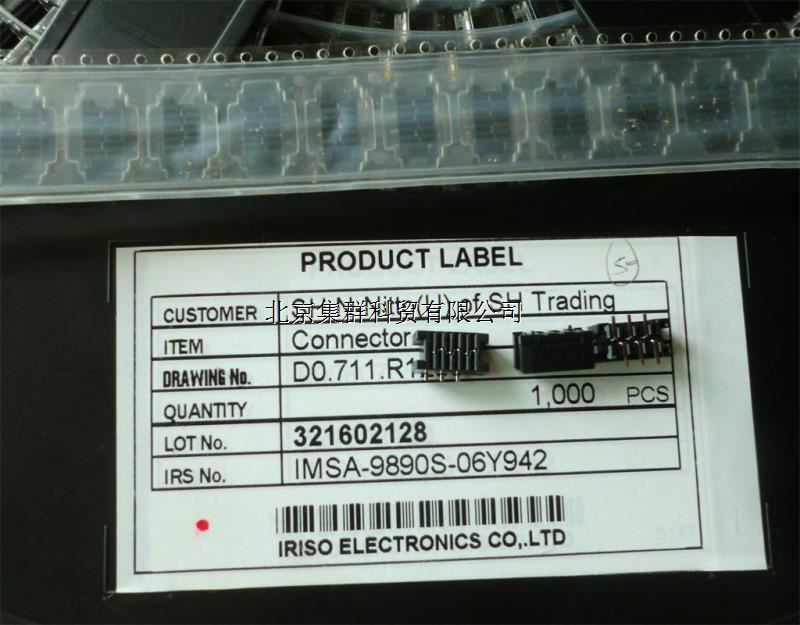 PRODUCT LABEL
50
CUSTOMER of SH Trading
北京集群科贸有限公司
ITEM Connector
DRAWING No. D0.711.R1
QUANTITY 1,000 PCS
LOT No. 321602128
IRS No. IMSA-9890S-06Y942
IRISO ELECTRONICS CO,.LTD